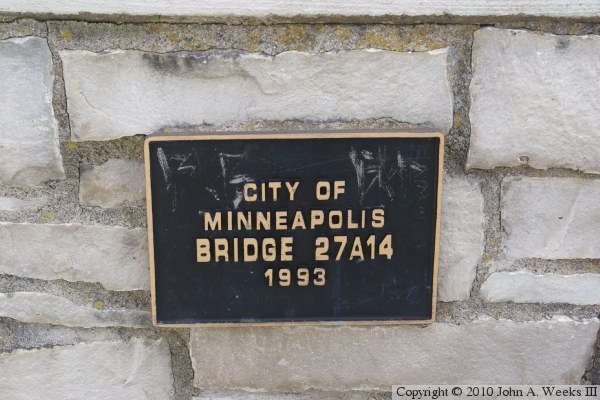 CITY OF
MINNEAPOLIS
BRIDGE 27A14
1993
Copyright © 2010 John A. Weeks III